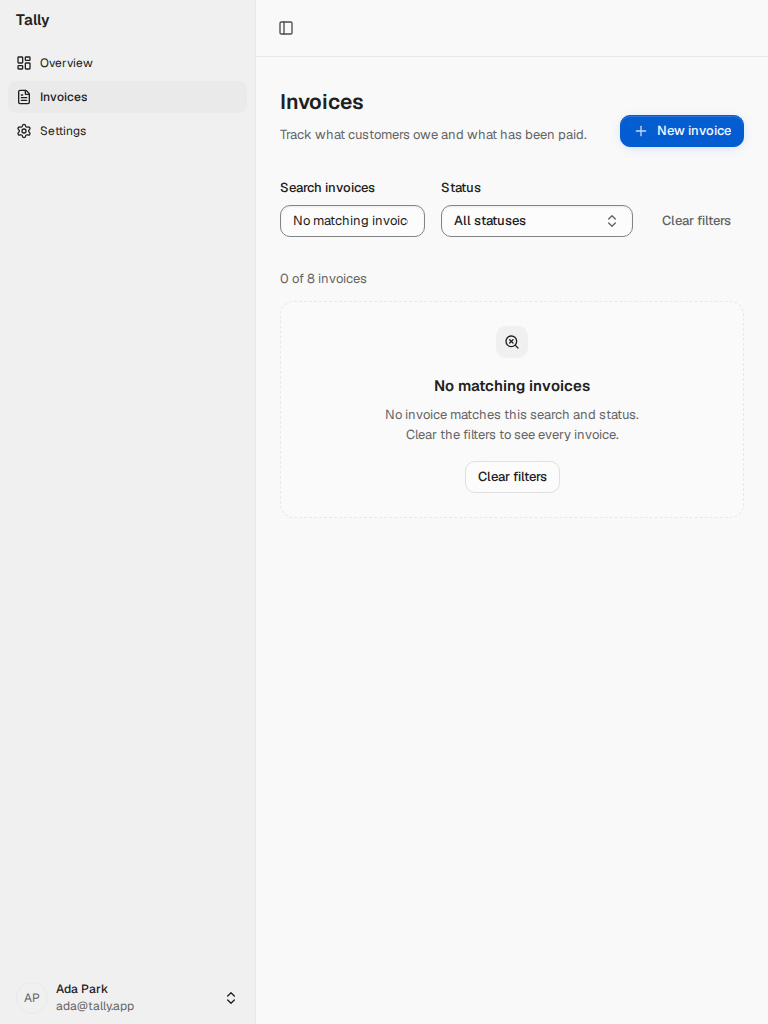 Tally
Overview
Invoices
Settings
Invoices
Track what customers owe and what has been paid.
New invoice
Search invoices
Status
No matching invoic
All statuses
Clear filters
0 of 8 invoices
No matching invoices
No invoice matches this search and status.
Clear the filters to see every invoice.
Clear filters
AP
Ada Park
ada@tally.app